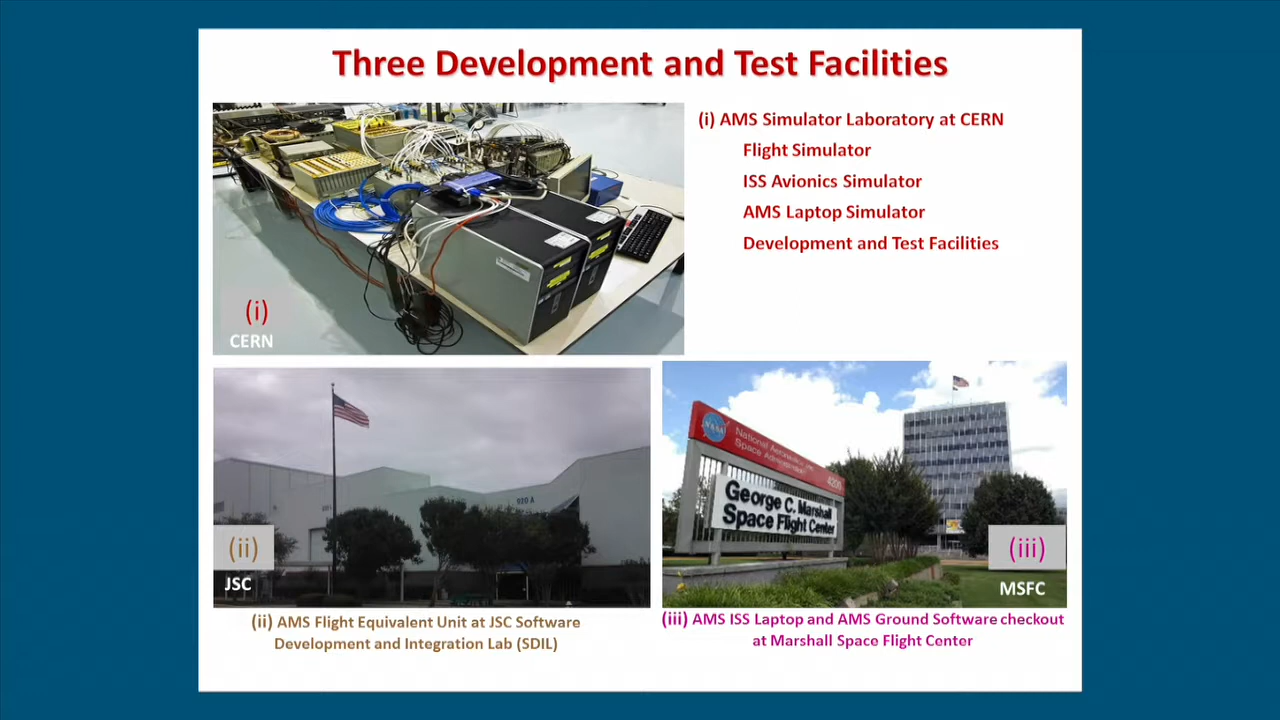 Three Development and Test Facilities
(i) AMS Simulator Laboratory at CERN
Flight Simulator
ISS Avionics Simulator
AMS Laptop Simulator
Development and Test Facilities
(i)
CERN
920 A
(ii)
JSC
NASA
National Aeronautics and
Space Administration
4200
George C. Marshall
Space Flight Center
(iii)
MSFC
(ii) AMS Flight Equivalent Unit at JSC Software
Development and Integration Lab (SDIL)
(iii) AMS ISS Laptop and AMS Ground Software checkout
at Marshall Space Flight Center